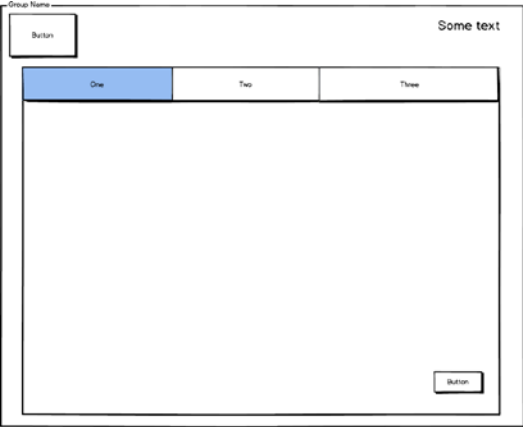 Group Name
Button
Some text
One
Two
Three
Button